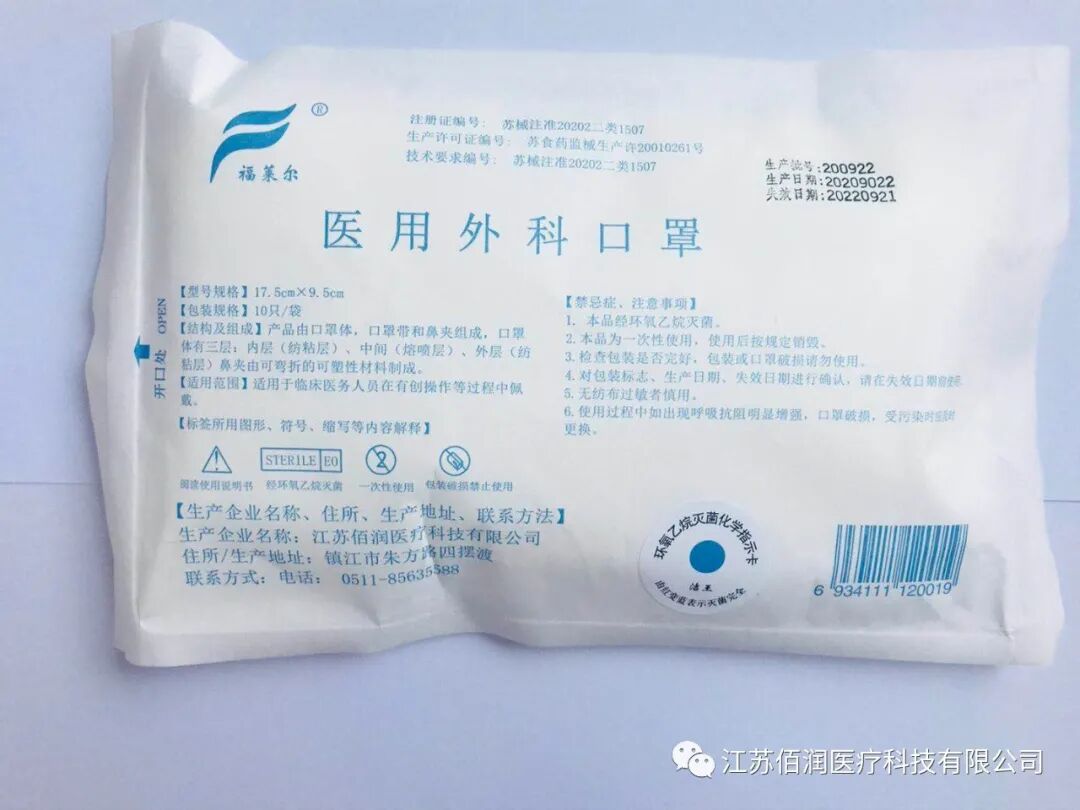 福莱尔
®
注册证编号: 苏械注准20202二类1507
生产许可证编号: 苏食药监械生产许20010261号
技术要求编号: 苏械注准20202二类1507
生产批号:200922
生产日期:20209022
失效日期:20220921
医用外科口罩
OPEN
开口处
【型号规格】17.5cm×9.5cm
【包装规格】10只/袋
【结构及组成】产品由口罩体，口罩带和鼻夹组成，口罩
体有三层：内层（纺粘层）、中间（熔喷层）、外层（纺
粘层）鼻夹由可弯折的可塑性材料制成。
【适用范围】适用于临床医务人员在有创操作等过程中佩
戴。
【标签所用图形、符号、缩写等内容解释】
STERILE EO
2
阅读使用说明书 经环氧乙烷灭菌 一次性使用 包装破损禁止使用
【禁忌症、注意事项】
1. 本品经环氧乙烷灭菌。
2. 本品为一次性使用，使用后按规定销毁。
3. 检查包装是否完好，包装或口罩破损请勿使用。
4. 对包装标志、生产日期、失效日期进行确认，请在失效日期前使用。
5. 无纺布过敏者慎用。
6. 使用过程中如出现呼吸抗阻明显增强，口罩破损，受污染时应及时
更换。
【生产企业名称、住所、生产地址、联系方法】
生产企业名称: 江苏佰润医疗科技有限公司
住所/生产地址: 镇江市朱方路四摆渡
联系方式: 电话: 0511-85635588
环氧乙烷灭菌化学指示卡
洁王
由红变蓝表示灭菌完全
6 934111 120019
江苏佰润医疗科技有限公司